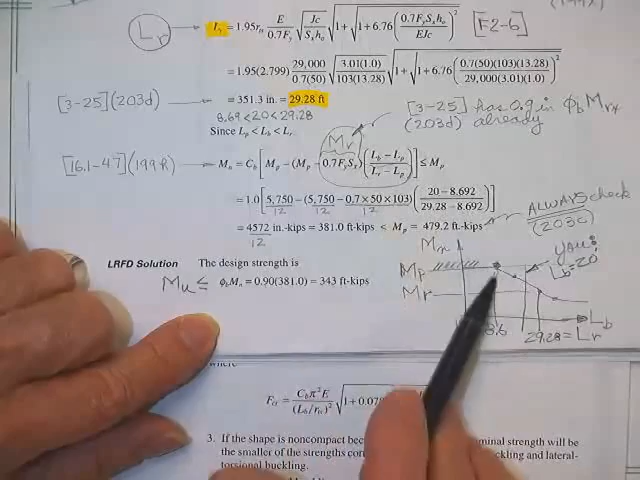 Lr → Lr = 1.95rts E/0.7Fy √(Jc/Sxho) √(1+√(1+6.76(0.7FySxho/EJc)²)) [F2-6]
= 1.95(2.799) 29,000/0.7(50) √(3.01(1.0)/103(13.28)) √(1+√(1+6.76(0.7(50)(103)(13.28)/29,000(3.01)(1.0))²))
[3-25](203d) → = 351.3 in. = 29.28 ft
8.69<20<29.28
[3-25] has 0.9 in ϕbMrx
(203d) already
Since Lp < Lb < Lr,
Mr
[16.1-47](199R) → Mn = Cb[Mp − (Mp − 0.7FySx)(Lb − Lp/Lr − Lp)] ≤ Mp
= 1.0[5,750/12 − (5,750/12 − 0.7 × 50 × 103/12)(20 − 8.692/29.28 − 8.692)]
ALWAYS check
(203c)
= 4572/12 in.-kips = 381.0 ft-kips < Mp = 479.2 ft-kips
LRFD Solution The design strength is
Mu ≤ ϕbMn = 0.90(381.0) = 343 ft-kips
Mn
you:
Lb=20'
Mp
Mr
Lb
8.6
29.28 = Lr
where
Fcr = Cbπ²E/(Lb/rts)² √1 + 0.078
3. If the shape is noncompact bec minal strength will be
the smaller of the strengths co ckling and lateral-
torsional buckling.